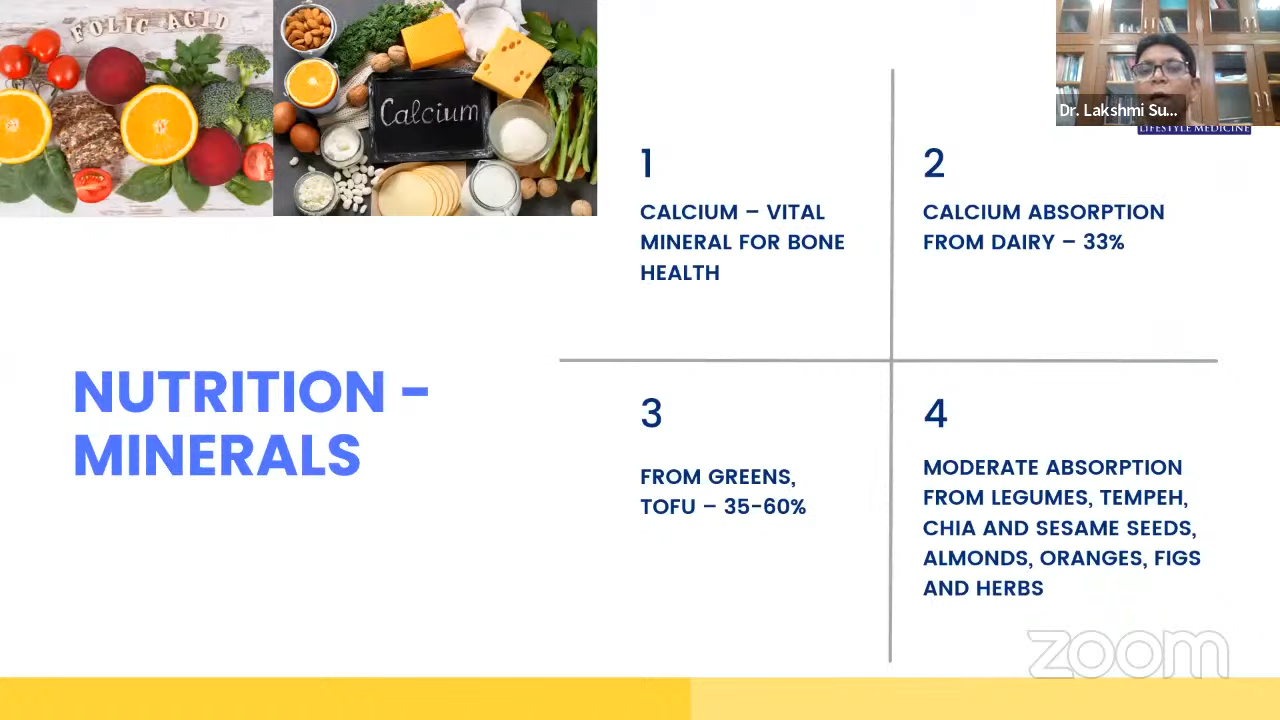 FOLIC ACID
Calcium
Dr. Lakshmi Su...
LIFESTYLE MEDICINE
1
CALCIUM – VITAL
MINERAL FOR BONE
HEALTH
2
CALCIUM ABSORPTION
FROM DAIRY – 33%
NUTRITION -
MINERALS
3
FROM GREENS,
TOFU – 35-60%
4
MODERATE ABSORPTION
FROM LEGUMES, TEMPEH,
CHIA AND SESAME SEEDS,
ALMONDS, ORANGES, FIGS
AND HERBS
zoom